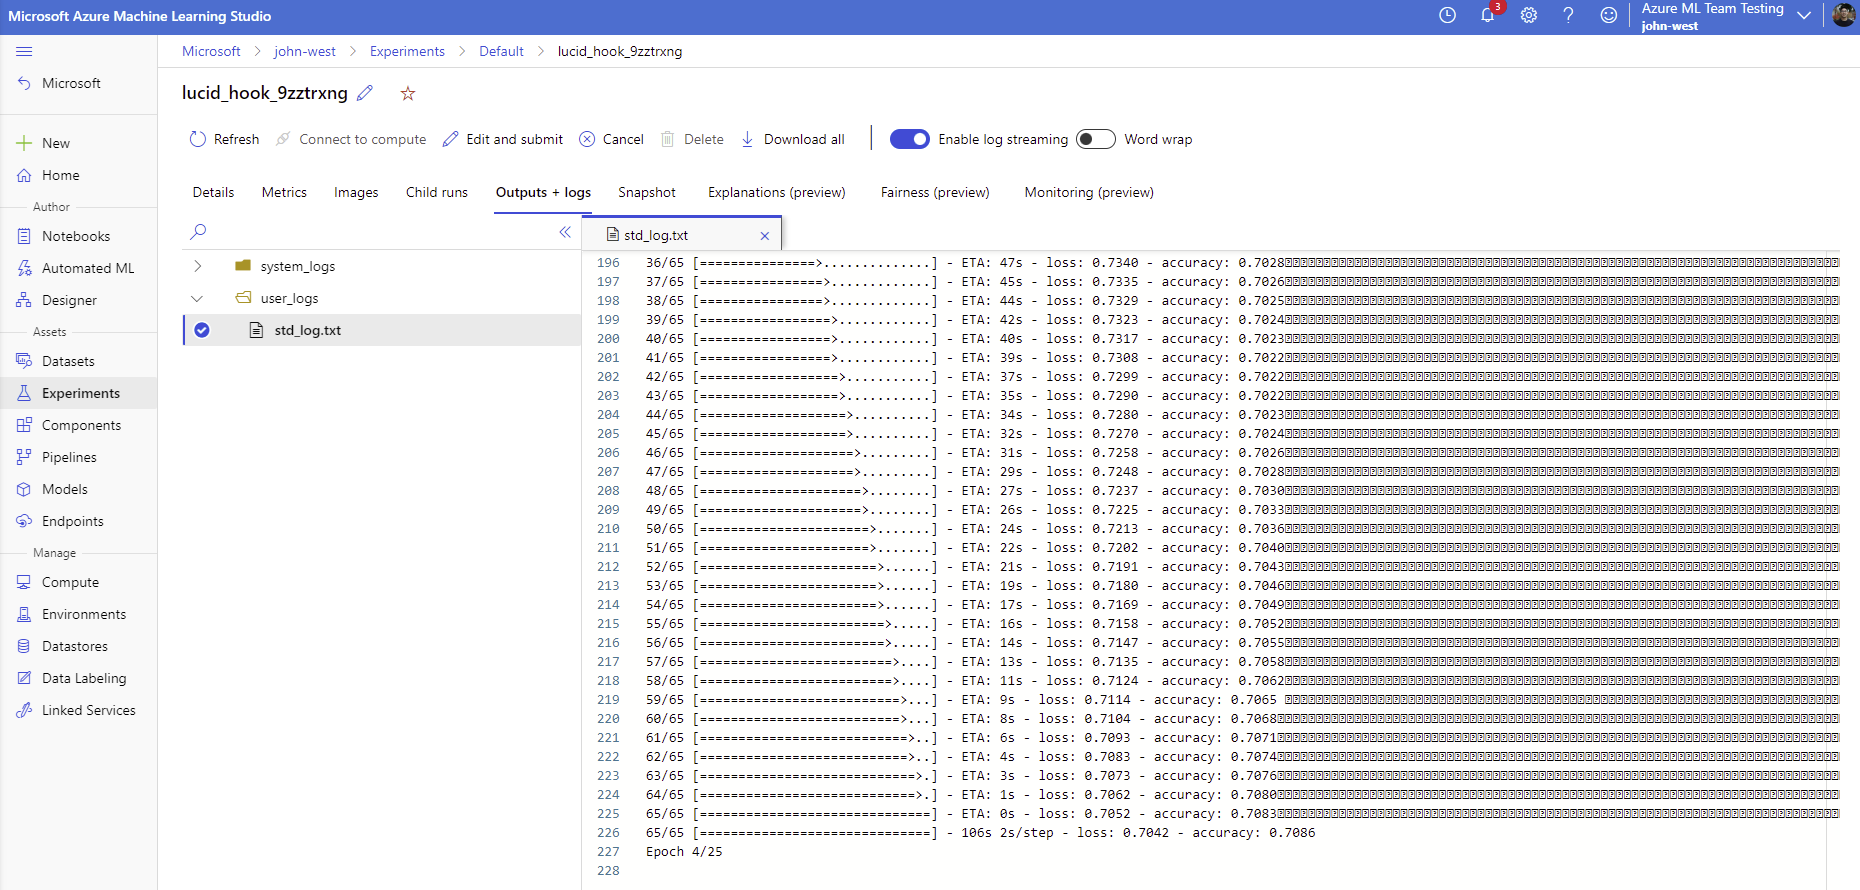 Microsoft Azure Machine Learning Studio
3
Azure ML Team Testing
john-west
Microsoft > john-west > Experiments > Default > lucid_hook_9zztrxng
Microsoft
lucid_hook_9zztrxng
Refresh Connect to compute Edit and submit Cancel Delete Download all Enable log streaming Word wrap
New
Home
Author
Notebooks
Automated ML
Designer
Assets
Datasets
Experiments
Components
Pipelines
Models
Endpoints
Manage
Compute
Environments
Datastores
Data Labeling
Linked Services
Details Metrics Images Child runs Outputs + logs Snapshot Explanations (preview) Fairness (preview) Monitoring (preview)
system_logs
user_logs
std_log.txt
std_log.txt
196 36/65 [===============>..............] - ETA: 47s - loss: 0.7340 - accuracy: 0.7028
197 37/65 [================>.............] - ETA: 45s - loss: 0.7335 - accuracy: 0.7026
198 38/65 [================>.............] - ETA: 44s - loss: 0.7329 - accuracy: 0.7025
199 39/65 [=================>............] - ETA: 42s - loss: 0.7323 - accuracy: 0.7024
200 40/65 [=================>............] - ETA: 40s - loss: 0.7317 - accuracy: 0.7023
201 41/65 [=================>............] - ETA: 39s - loss: 0.7308 - accuracy: 0.7022
202 42/65 [==================>...........] - ETA: 37s - loss: 0.7299 - accuracy: 0.7022
203 43/65 [==================>...........] - ETA: 35s - loss: 0.7290 - accuracy: 0.7022
204 44/65 [===================>..........] - ETA: 34s - loss: 0.7280 - accuracy: 0.7023
205 45/65 [===================>..........] - ETA: 32s - loss: 0.7270 - accuracy: 0.7024
206 46/65 [====================>.........] - ETA: 31s - loss: 0.7258 - accuracy: 0.7026
207 47/65 [====================>.........] - ETA: 29s - loss: 0.7248 - accuracy: 0.7028
208 48/65 [=====================>........] - ETA: 27s - loss: 0.7237 - accuracy: 0.7030
209 49/65 [=====================>........] - ETA: 26s - loss: 0.7225 - accuracy: 0.7033
210 50/65 [======================>.......] - ETA: 24s - loss: 0.7213 - accuracy: 0.7036
211 51/65 [======================>.......] - ETA: 22s - loss: 0.7202 - accuracy: 0.7040
212 52/65 [=======================>......] - ETA: 21s - loss: 0.7191 - accuracy: 0.7043
213 53/65 [=======================>......] - ETA: 19s - loss: 0.7180 - accuracy: 0.7046
214 54/65 [=======================>......] - ETA: 17s - loss: 0.7169 - accuracy: 0.7049
215 55/65 [========================>.....] - ETA: 16s - loss: 0.7158 - accuracy: 0.7052
216 56/65 [========================>.....] - ETA: 14s - loss: 0.7147 - accuracy: 0.7055
217 57/65 [=========================>....] - ETA: 13s - loss: 0.7135 - accuracy: 0.7058
218 58/65 [=========================>....] - ETA: 11s - loss: 0.7124 - accuracy: 0.7062
219 59/65 [==========================>...] - ETA: 9s - loss: 0.7114 - accuracy: 0.7065
220 60/65 [==========================>...] - ETA: 8s - loss: 0.7104 - accuracy: 0.7068
221 61/65 [===========================>..] - ETA: 6s - loss: 0.7093 - accuracy: 0.7071
222 62/65 [===========================>..] - ETA: 4s - loss: 0.7083 - accuracy: 0.7074
223 63/65 [============================>.] - ETA: 3s - loss: 0.7073 - accuracy: 0.7076
224 64/65 [============================>.] - ETA: 1s - loss: 0.7062 - accuracy: 0.7080
225 65/65 [==============================] - ETA: 0s - loss: 0.7052 - accuracy: 0.7083
226 65/65 [==============================] - 106s 2s/step - loss: 0.7042 - accuracy: 0.7086
227 Epoch 4/25
228